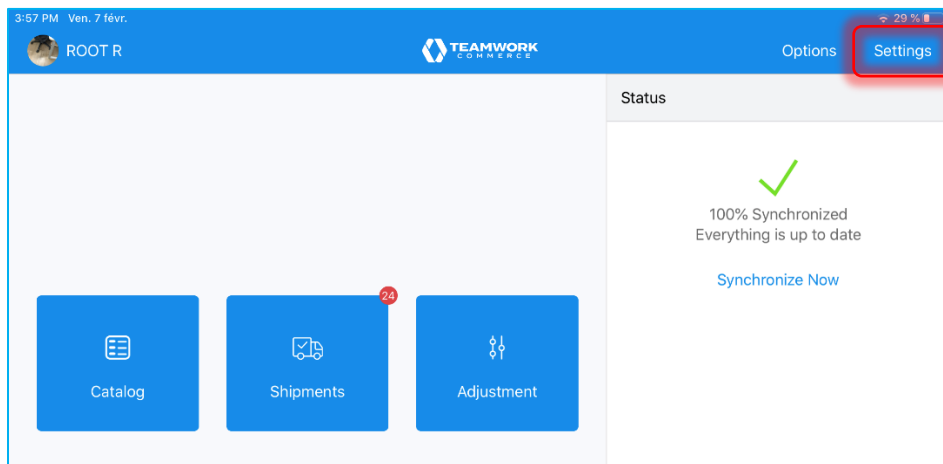 3:57 PM Ven. 7 févr.
29 %
ROOT R
TEAMWORK
COMMERCE
Options
Settings
Status
100% Synchronized
Everything is up to date
Synchronize Now
24
Catalog
Shipments
Adjustment